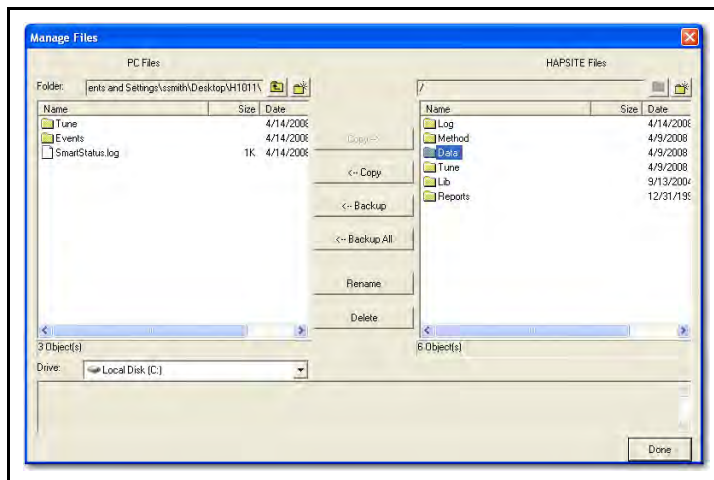 Manage Files
PC Files
HAPSITE Files
Folder: ents and Settings\ssmith\Desktop\H1011\
/
Name Size Date
Tune 4/14/2008
Events 4/14/2008
SmartStatus.log 1K 4/14/2008
Copy-->
<-- Copy
<-- Backup
<-- Backup All
Rename
Delete
Name Size Date
Log 4/14/2008
Method 4/9/2008
Data 4/9/2008
Tune 4/9/2008
Lib 9/13/2004
Reports 12/31/199
3 Object(s)
6 Object(s)
Drive: Local Disk (C:)
Done